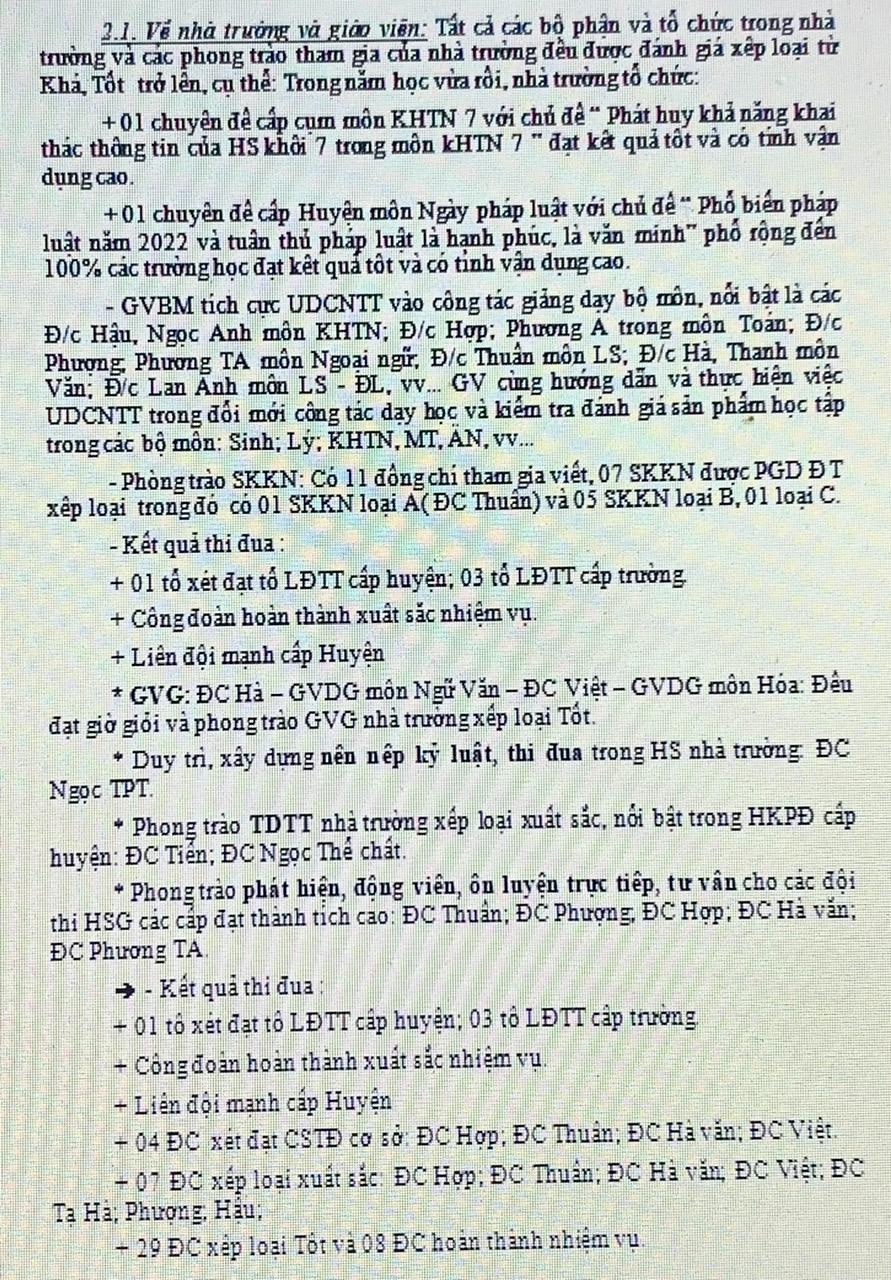 2.1. Về nhà trường và giáo viên: Tất cả các bộ phận và tổ chức trong nhà
trường và các phong trào tham gia của nhà trường đều được đánh giá xếp loại từ
Khá, Tốt trở lên, cụ thể: Trong năm học vừa rồi, nhà trường tổ chức:
+ 01 chuyên đề cấp cụm môn KHTN 7 với chủ đề “ Phát huy khả năng khai
thác thông tin của HS khối 7 trong môn kHTN 7 ” đạt kết quả tốt và có tính vận
dụng cao.
+ 01 chuyên đề cấp Huyện môn Ngày pháp luật với chủ đề “ Phổ biến pháp
luật năm 2022 và tuân thủ pháp luật là hạnh phúc, là văn minh” phổ rộng đến
100% các trường học đạt kết quả tốt và có tính vận dụng cao.
- GVBM tích cực UDCNTT vào công tác giảng dạy bộ môn, nổi bật là các
Đ/c Hậu, Ngọc Anh môn KHTN; Đ/c Hợp; Phương A trong môn Toán; Đ/c
Phượng, Phương TA môn Ngoại ngữ, Đ/c Thuần môn LS; Đ/c Hà, Thanh môn
Văn; Đ/c Lan Anh môn LS - ĐL, vv... GV cùng hướng dẫn và thực hiện việc
UDCNTT trong đổi mới công tác dạy học và kiểm tra đánh giá sản phẩm học tập
trong các bộ môn: Sinh; Lý; KHTN, MT, ÂN, vv...
- Phòng trào SKKN: Có 11 đồng chí tham gia viết, 07 SKKN được PGD ĐT
xếp loại trong đó có 01 SKKN loại A( ĐC Thuần) và 05 SKKN loại B, 01 loại C.
- Kết quả thi đua :
+ 01 tổ xét đạt tổ LĐTT cấp huyện; 03 tổ LĐTT cấp trường.
+ Công đoàn hoàn thành xuất sắc nhiệm vụ.
+ Liên đội mạnh cấp Huyện
* GVG: ĐC Hà – GVDG môn Ngữ Văn – ĐC Việt – GVDG môn Hóa: Đều
đạt giờ giỏi và phong trào GVG nhà trường xếp loại Tốt.
* Duy trì, xây dựng nền nếp kỷ luật, thi đua trong HS nhà trường: ĐC
Ngọc TPT.
* Phong trào TDTT nhà trường xếp loại xuất sắc, nổi bật trong HKPĐ cấp
huyện: ĐC Tiến; ĐC Ngọc Thể chất.
* Phong trào phát hiện, động viên, ôn luyện trực tiếp, tư vấn cho các đội
thi HSG các cấp đạt thành tích cao: ĐC Thuần; ĐC Phượng, ĐC Hợp; ĐC Hà văn;
ĐC Phương TA.
➔ - Kết quả thi đua :
+ 01 tổ xét đạt tổ LĐTT cấp huyện; 03 tổ LĐTT cấp trường.
+ Công đoàn hoàn thành xuất sắc nhiệm vụ.
+ Liên đội mạnh cấp Huyện
+ 04 ĐC xét đạt CSTĐ cơ sở: ĐC Hợp; ĐC Thuần; ĐC Hà văn; ĐC Việt.
+ 07 ĐC xếp loại xuất sắc: ĐC Hợp; ĐC Thuần; ĐC Hà văn; ĐC Việt; ĐC
Tạ Hà; Phượng; Hậu;
+ 29 ĐC xếp loại Tốt và 08 ĐC hoàn thành nhiệm vụ.